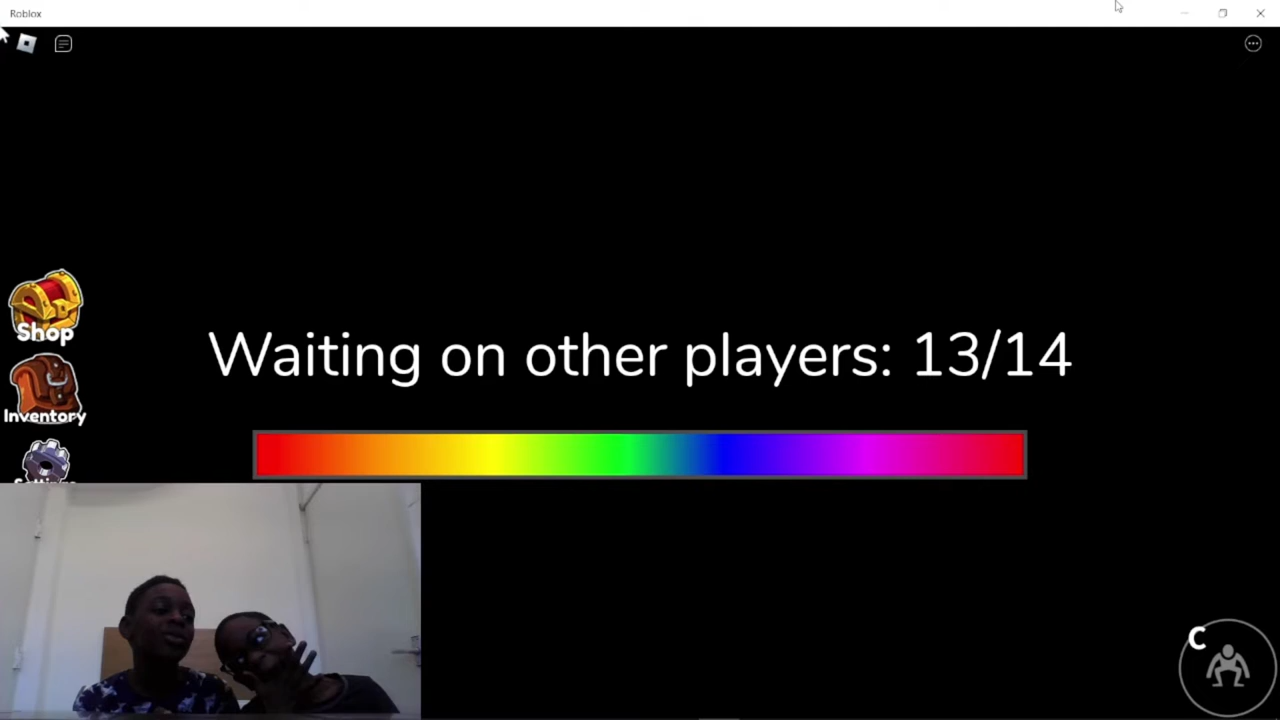 Roblox
Shop
Waiting on other players: 13/14
Inventory
C